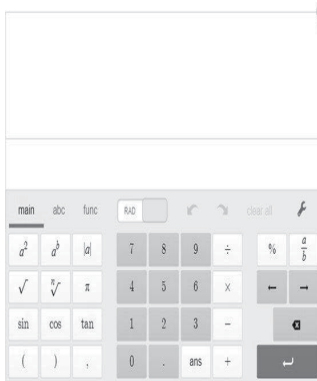 main abc func RAD clear all
a² a^b |a| 7 8 9 ÷ % a/b
√ ⁿ√ π 4 5 6 × ← →
sin cos tan 1 2 3 −
( ) , 0 . ans +